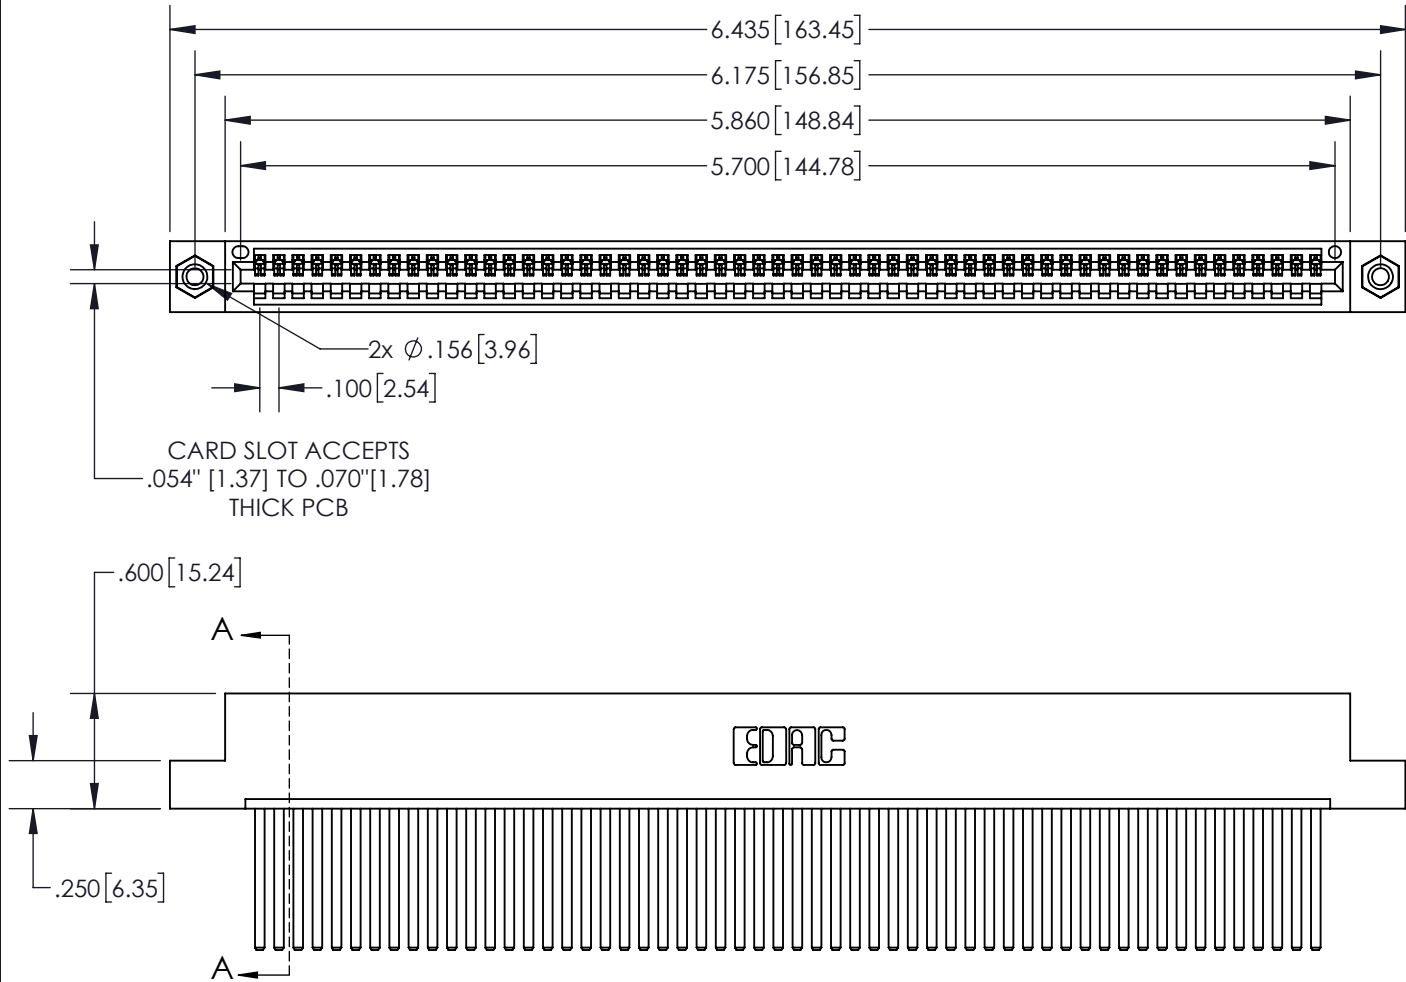 6.435[163.45]
6.175[156.85]
5.860[148.84]
5.700[144.78]
2x Ø.156[3.96]
.100[2.54]
CARD SLOT ACCEPTS
.054" [1.37] TO .070"[1.78]
THICK PCB
.600[15.24]
A
EDAC
.250[6.35]
A